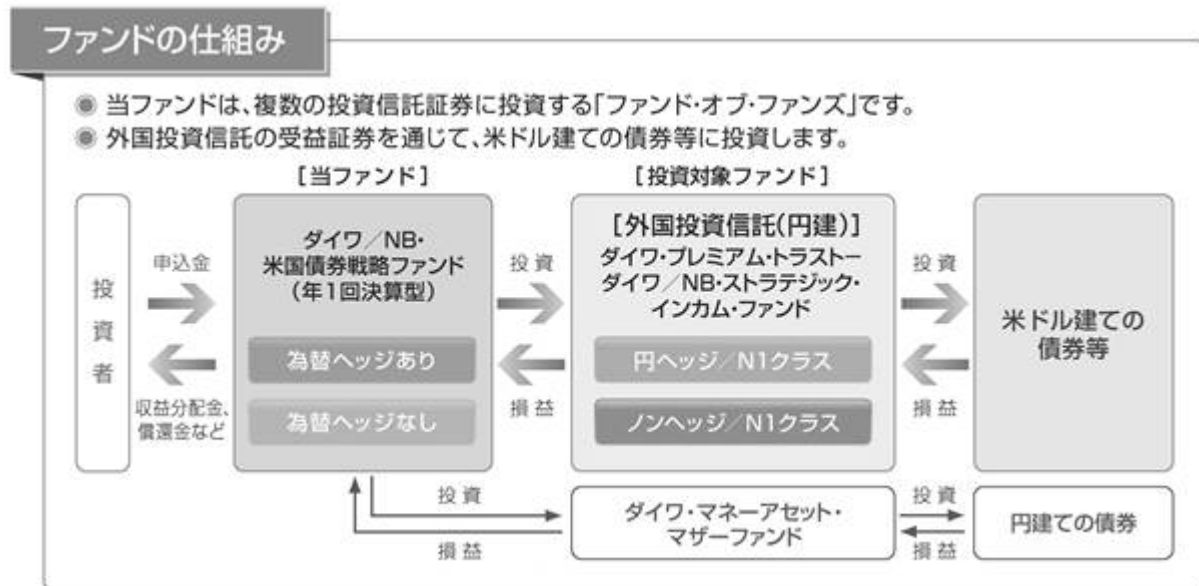 ファンドの仕組み
◉ 当ファンドは、複数の投資信託証券に投資する「ファンド・オブ・ファンズ」です。
◉ 外国投資信託の受益証券を通じて、米ドル建ての債券等に投資します。
[当ファンド]
[投資対象ファンド]
投資者
申込金
収益分配金、
償還金など
ダイワ/NB・
米国債券戦略ファンド
(年1回決算型)
為替ヘッジあり
為替ヘッジなし
投資
損益
[外国投資信託(円建)]
ダイワ・プレミアム・トラストー
ダイワ/NB・ストラテジック・
インカム・ファンド
円ヘッジ/N1クラス
ノンヘッジ/N1クラス
投資
損益
米ドル建ての
債券等
投資
損益
ダイワ・マネーアセット・
マザーファンド
投資
損益
円建ての債券